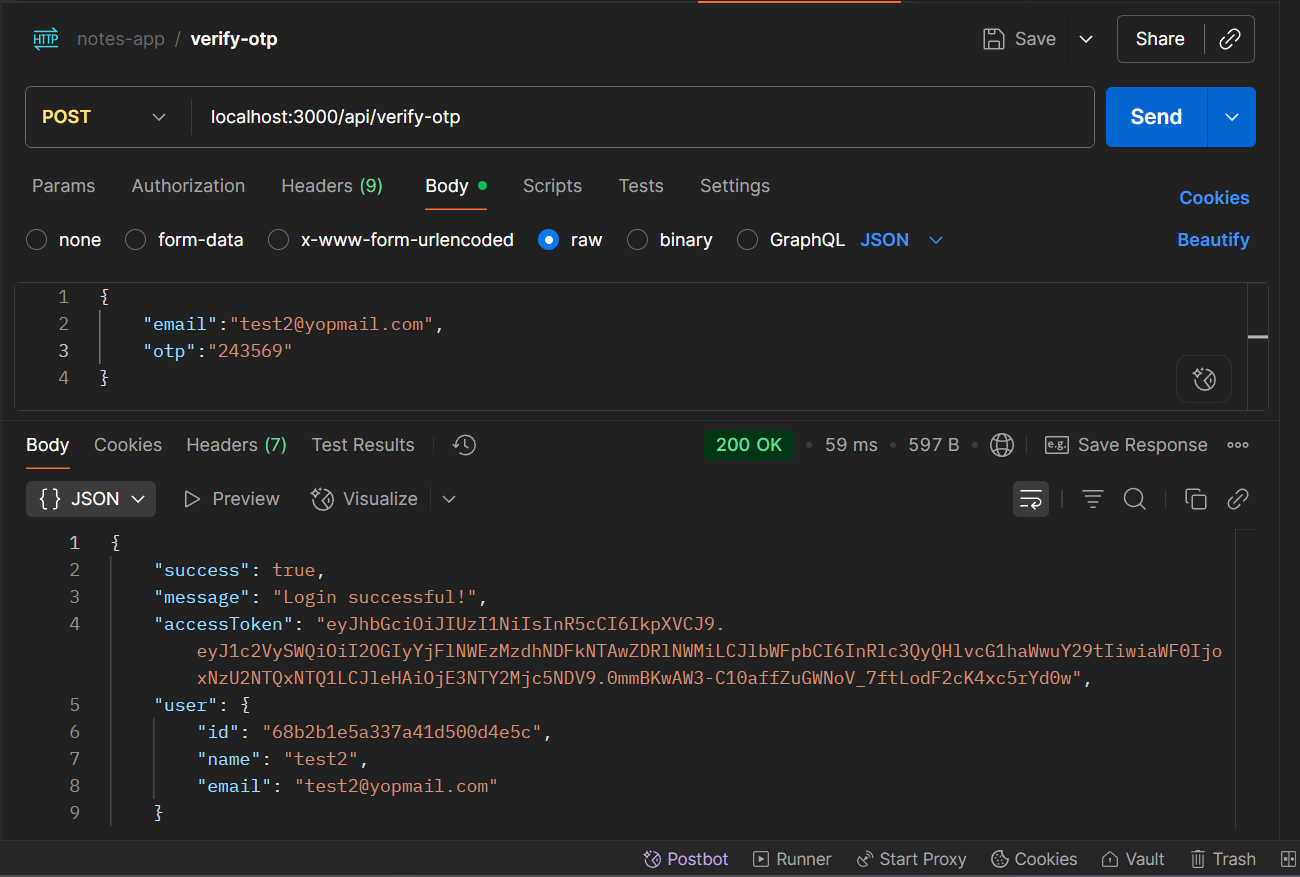 HTTP notes-app / verify-otp Save Share
POST localhost:3000/api/verify-otp Send
Params Authorization Headers (9) Body Scripts Tests Settings Cookies
none form-data x-www-form-urlencoded raw binary GraphQL JSON Beautify
1 {
2 "email":"test2@yopmail.com",
3 "otp":"243569"
4 }
Body Cookies Headers (7) Test Results 200 OK • 59 ms • 597 B • e.g. Save Response
{} JSON Preview Visualize
1 {
2 "success": true,
3 "message": "Login successful!",
4 "accessToken": "eyJhbGciOiJIUzI1NiIsInR5cCI6IkpXVCJ9.
eyJ1c2VySWQiOiI2OGIyYjFlNWEzMzdhNDFkNTAwZDRlNWMiLCJlbWFpbCI6InRlc3QyQHlvcG1haWwuY29tIiwiaWF0Ijo
xNzU2NTQxNTQ1LCJleHAiOjE3NTY2Mjc5NDV9.0mmBKwAW3-C10affZuGWNoV_7ftLodF2cK4xc5rYd0w",
5 "user": {
6 "id": "68b2b1e5a337a41d500d4e5c",
7 "name": "test2",
8 "email": "test2@yopmail.com"
9 }
Postbot Runner Start Proxy Cookies Vault Trash